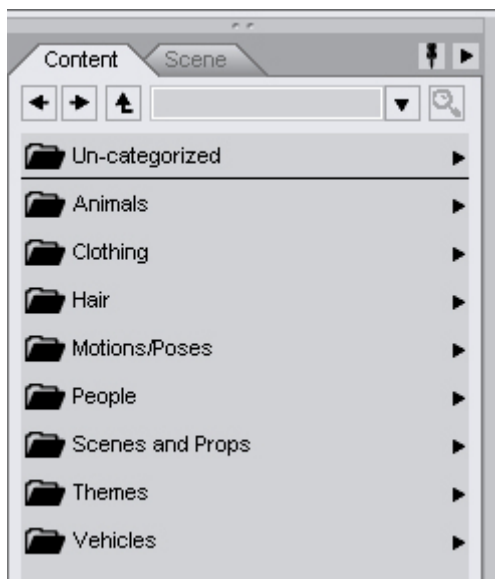 Content Scene
Un-categorized
Animals
Clothing
Hair
Motions/Poses
People
Scenes and Props
Themes
Vehicles